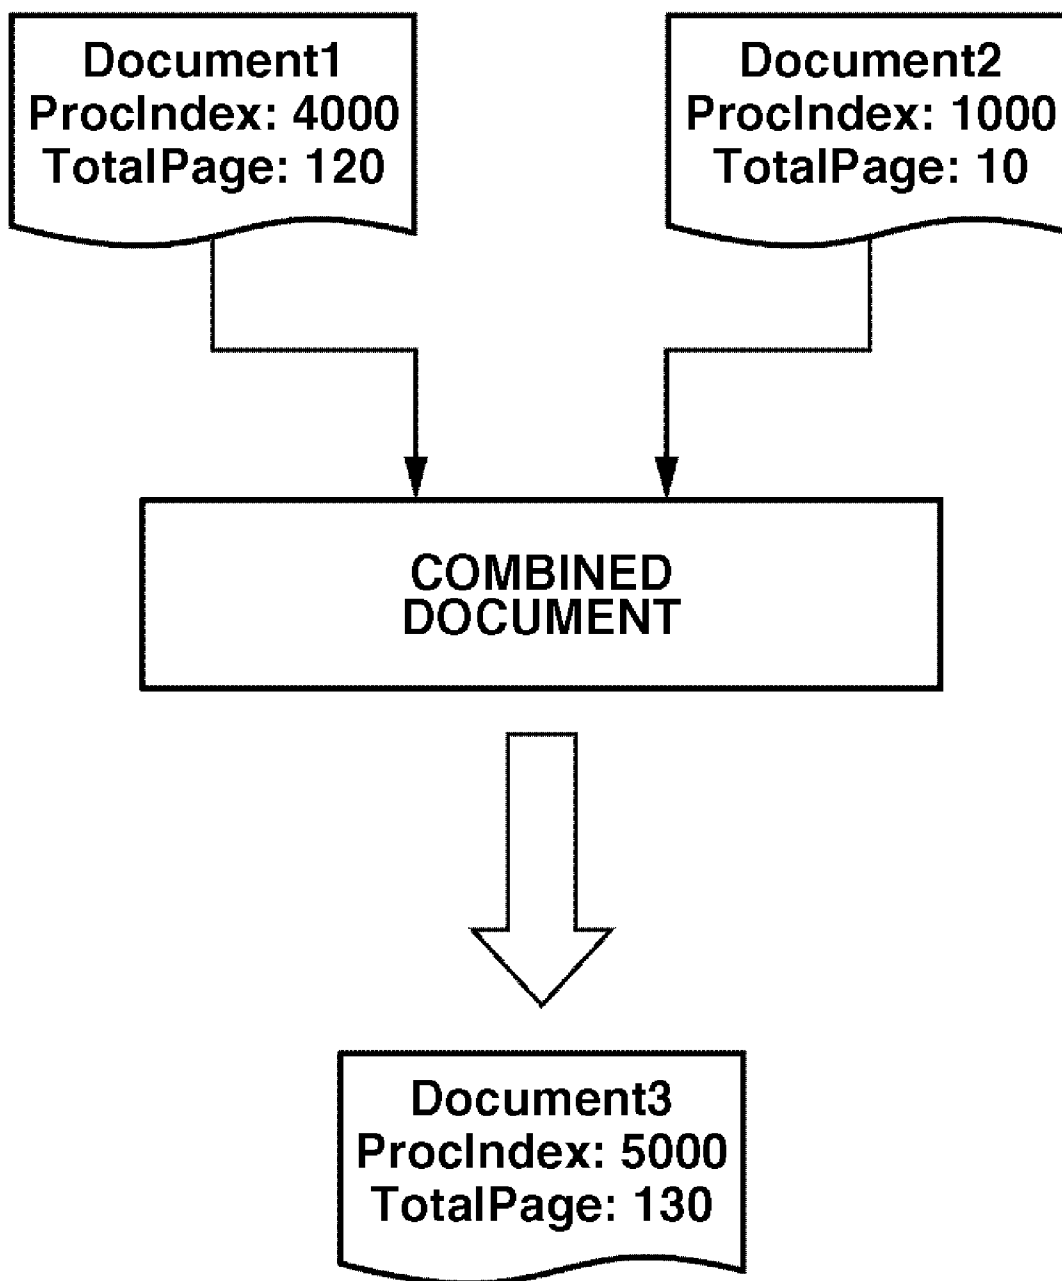 Document1
ProcIndex: 4000
TotalPage: 120
Document2
ProcIndex: 1000
TotalPage: 10
COMBINED
DOCUMENT
Document3
ProcIndex: 5000
TotalPage: 130